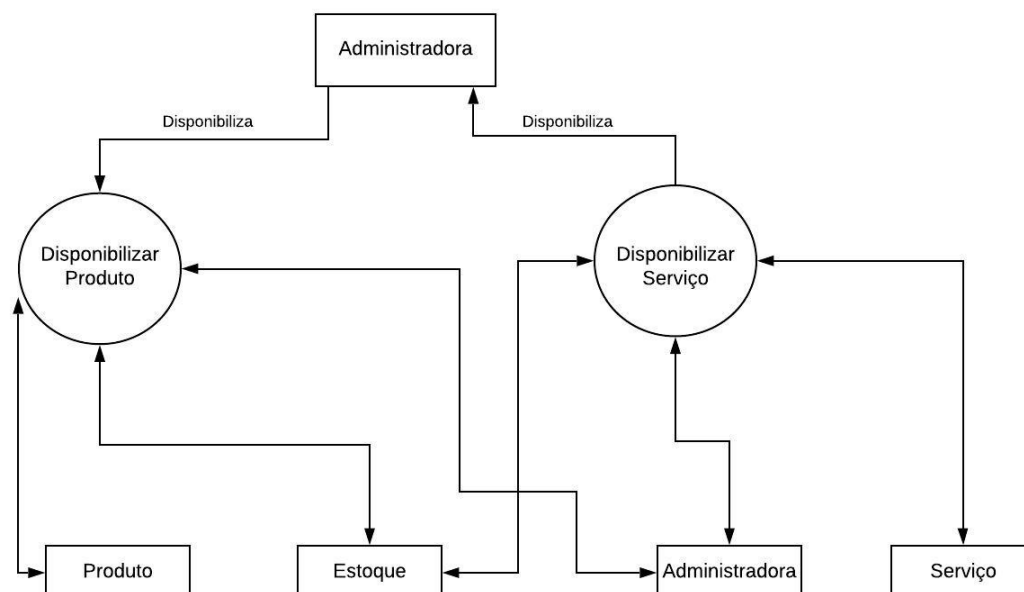 Administradora
Disponibiliza
Disponibiliza
Disponibilizar
Produto
Disponibilizar
Serviço
Produto
Estoque
Administradora
Serviço